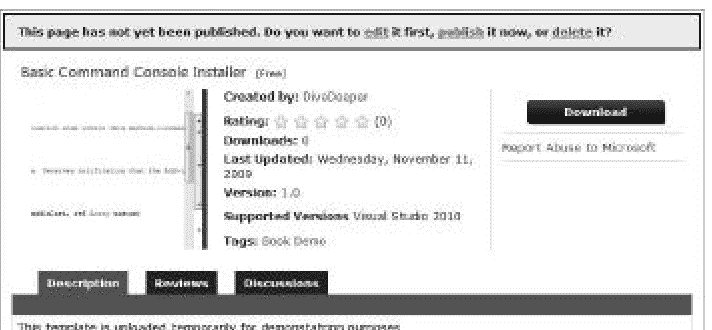 This page has not yet been published. Do you want to edit it first, publish it now, or delete it?
Basic Command Console Installer (Free)
Created by: DivaDeeper
Rating: (0)
Downloads: 0
Last Updated: Wednesday, November 11,
2009
Version: 1.0
Supported Versions Visual Studio 2010
Tags: Book Demo
Download
Report Abuse to Microsoft
Description
Reviews
Discussions
This template is uploaded temporarily for demonstration purposes